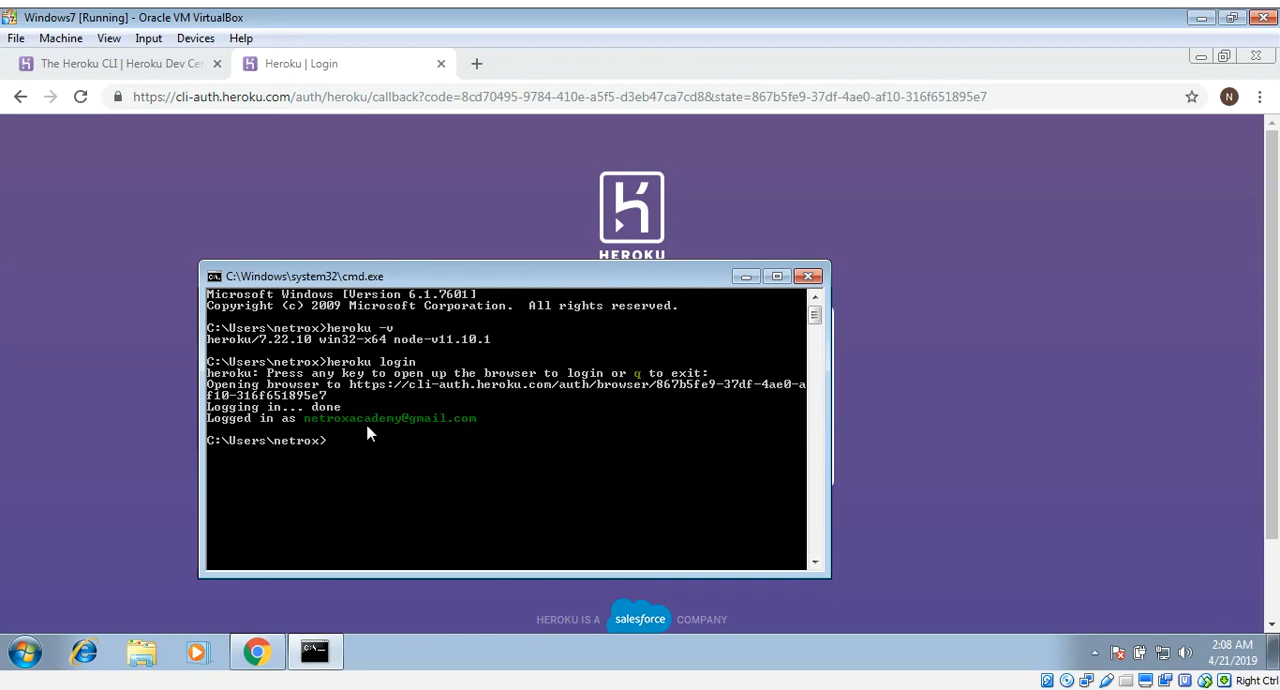 Windows7 [Running] - Oracle VM VirtualBox
File Machine View Input Devices Help
The Heroku CLI | Heroku Dev Cer
Heroku | Login
https://cli-auth.heroku.com/auth/heroku/callback?code=8cd70495-9784-410e-a5f5-d3eb47ca7cd8&state=867b5fe9-37df-4ae0-af10-316f651895e7
N
HEROKU
C:\Windows\system32\cmd.exe
Microsoft Windows [Version 6.1.7601]
Copyright (c) 2009 Microsoft Corporation. All rights reserved.
C:\Users\netrox>heroku -v
heroku/7.22.10 win32-x64 node-v11.10.1
C:\Users\netrox>heroku login
heroku: Press any key to open up the browser to login or q to exit:
Opening browser to https://cli-auth.heroku.com/auth/browser/867b5fe9-37df-4ae0-a
f10-316f651895e7
Logging in... done
Logged in as netroxacademy@gmail.com
C:\Users\netrox>
HEROKU IS A salesforce COMPANY
2:08 AM
4/21/2019
Right Ctrl